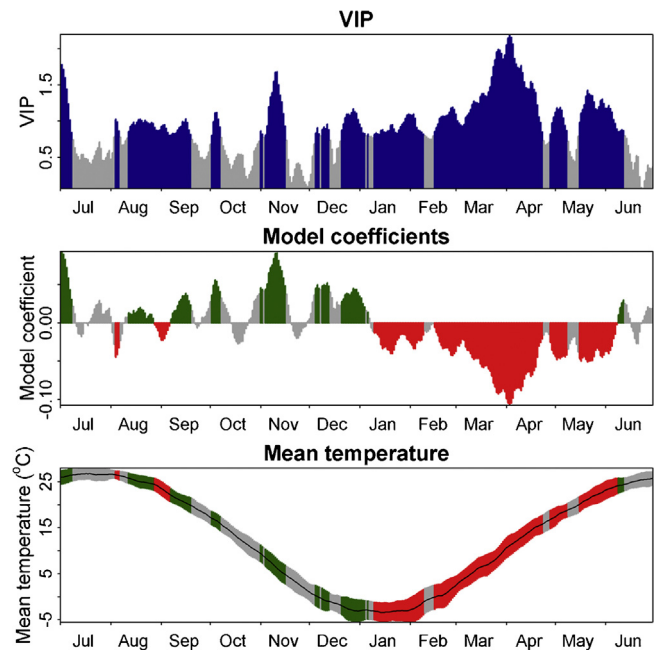 VIP
VIP
1.5
0.5
Jul Aug Sep Oct Nov Dec Jan Feb Mar Apr May Jun
Model coefficients
Model coefficient
0.00
-0.10
Jul Aug Sep Oct Nov Dec Jan Feb Mar Apr May Jun
Mean temperature
Mean temperature (°C)
25
15
5
-5
Jul Aug Sep Oct Nov Dec Jan Feb Mar Apr May Jun